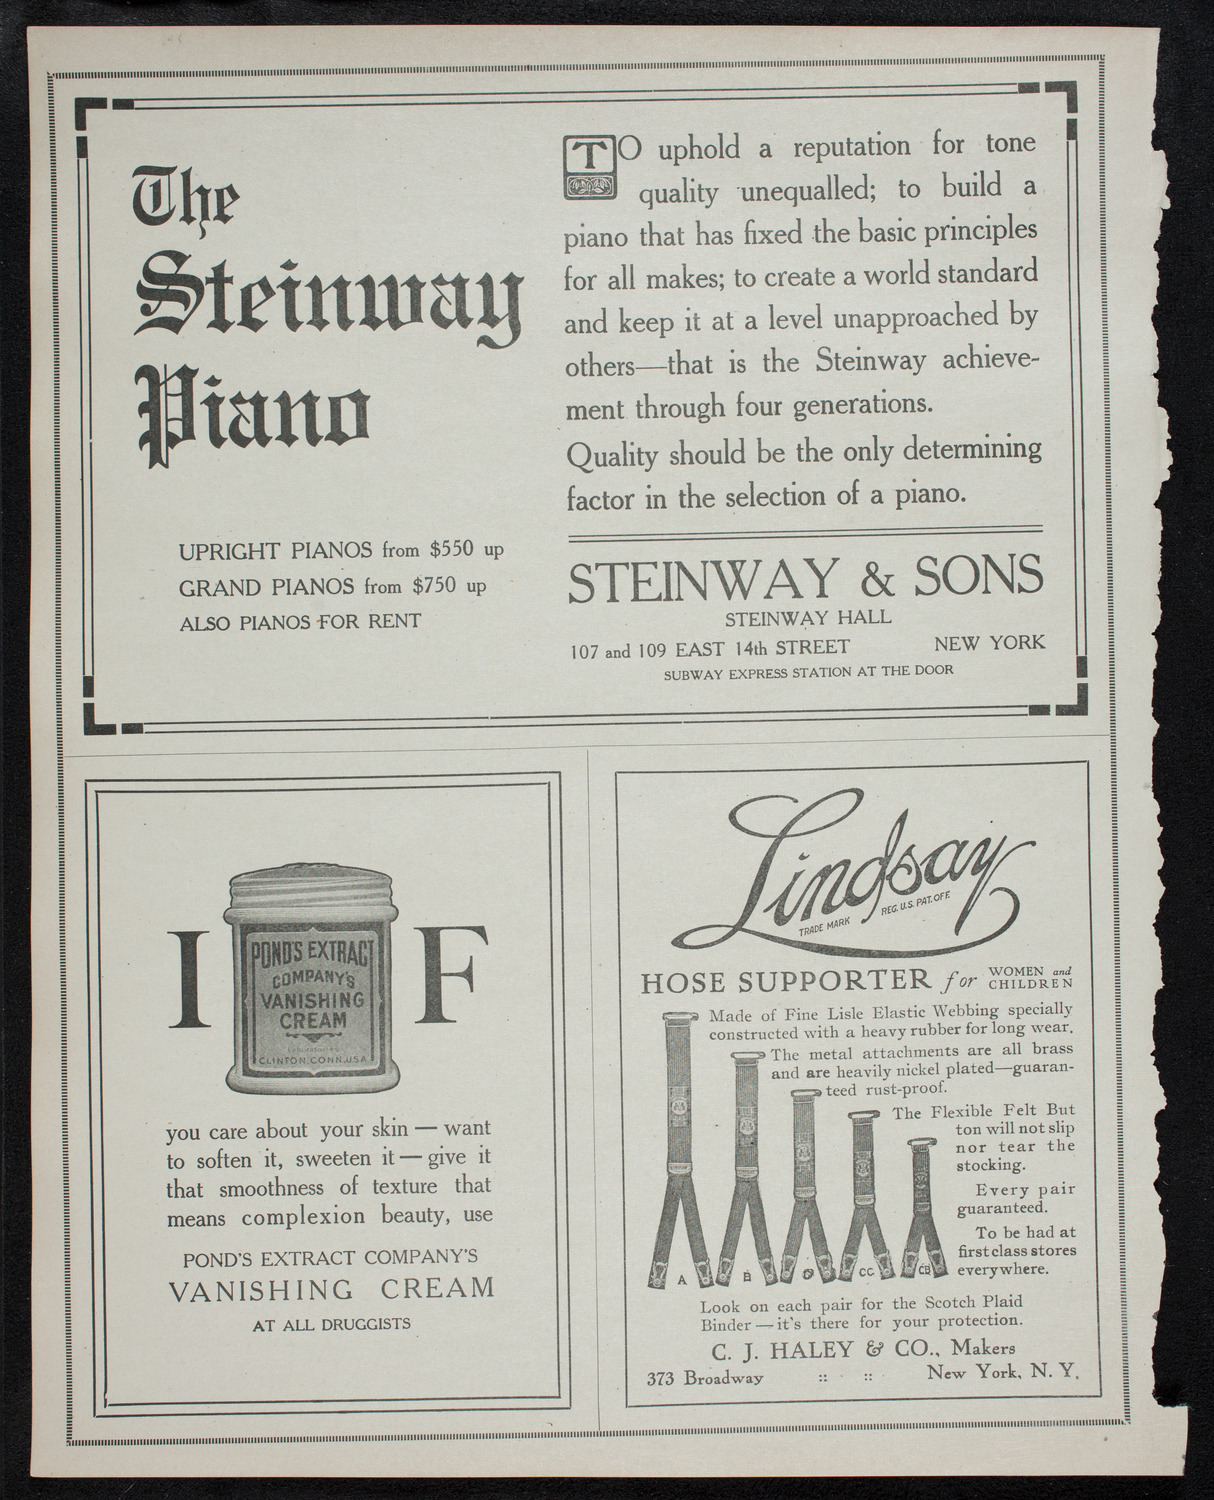 The
Steinway
Piano
UPRIGHT PIANOS from $550 up
GRAND PIANOS from $750 up
ALSO PIANOS FOR RENT
TO uphold a reputation for tone
quality unequalled; to build a
piano that has fixed the basic principles
for all makes; to create a world standard
and keep it at a level unapproached by
others—that is the Steinway achieve-
ment through four generations.
Quality should be the only determining
factor in the selection of a piano.
STEINWAY & SONS
STEINWAY HALL
107 and 109 EAST 14th STREET NEW YORK
SUBWAY EXPRESS STATION AT THE DOOR
I F
POND'S EXTRACT
COMPANY'S
VANISHING
CREAM
CLINTON.CONN.USA
you care about your skin — want
to soften it, sweeten it — give it
that smoothness of texture that
means complexion beauty, use
POND'S EXTRACT COMPANY'S
VANISHING CREAM
AT ALL DRUGGISTS
Lindsay
TRADE MARK REG. U.S. PAT. OFF.
HOSE SUPPORTER for WOMEN and CHILDREN
Made of Fine Lisle Elastic Webbing specially
constructed with a heavy rubber for long wear.
The metal attachments are all brass
and are heavily nickel plated—guaran-
teed rust-proof.
The Flexible Felt But
ton will not slip
nor tear the
stocking.
Every pair
guaranteed.
To be had at
first class stores
everywhere.
A B D CC CB
Look on each pair for the Scotch Plaid
Binder — it's there for your protection.
C. J. HALEY & CO., Makers
373 Broadway :: :: New York, N. Y.